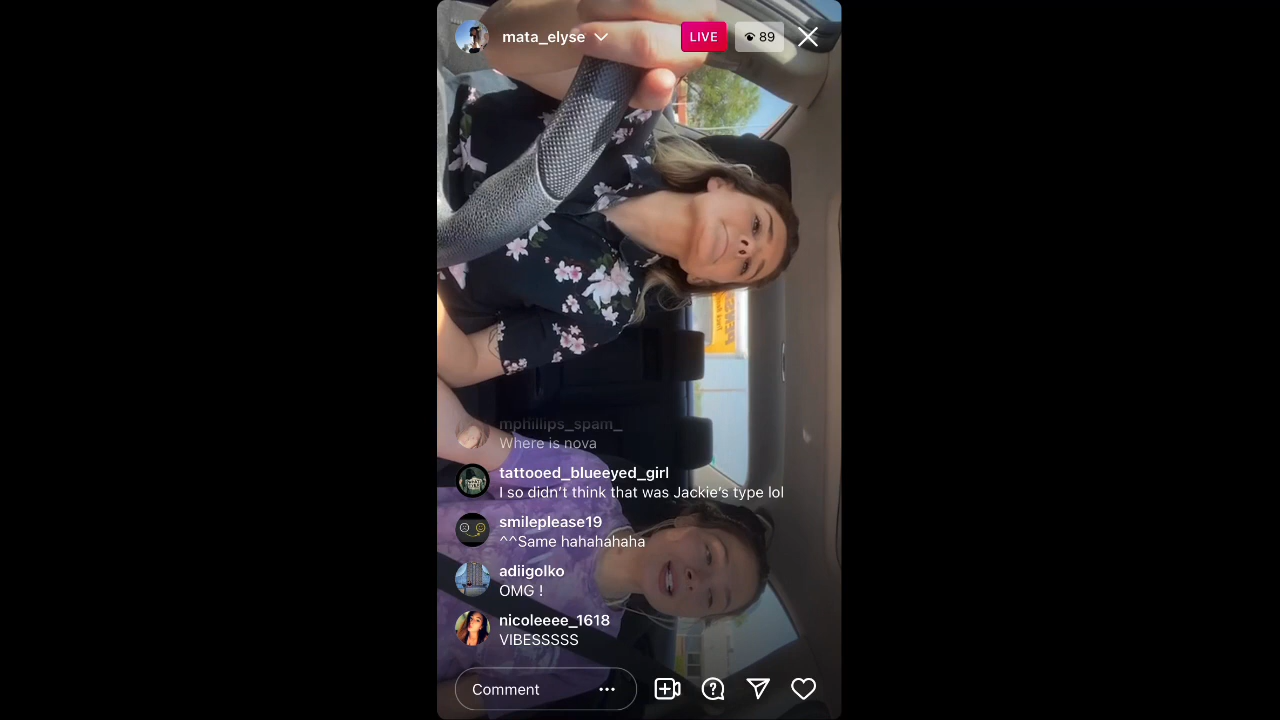 mata_elyse
LIVE
89
mphillips_spam_
Where is nova
tattooed_blueeyed_girl
I so didn't think that was Jackie's type lol
smileplease19
^^Same hahahahaha
adiigolko
OMG !
nicoleeee_1618
VIBESSSSS
Comment